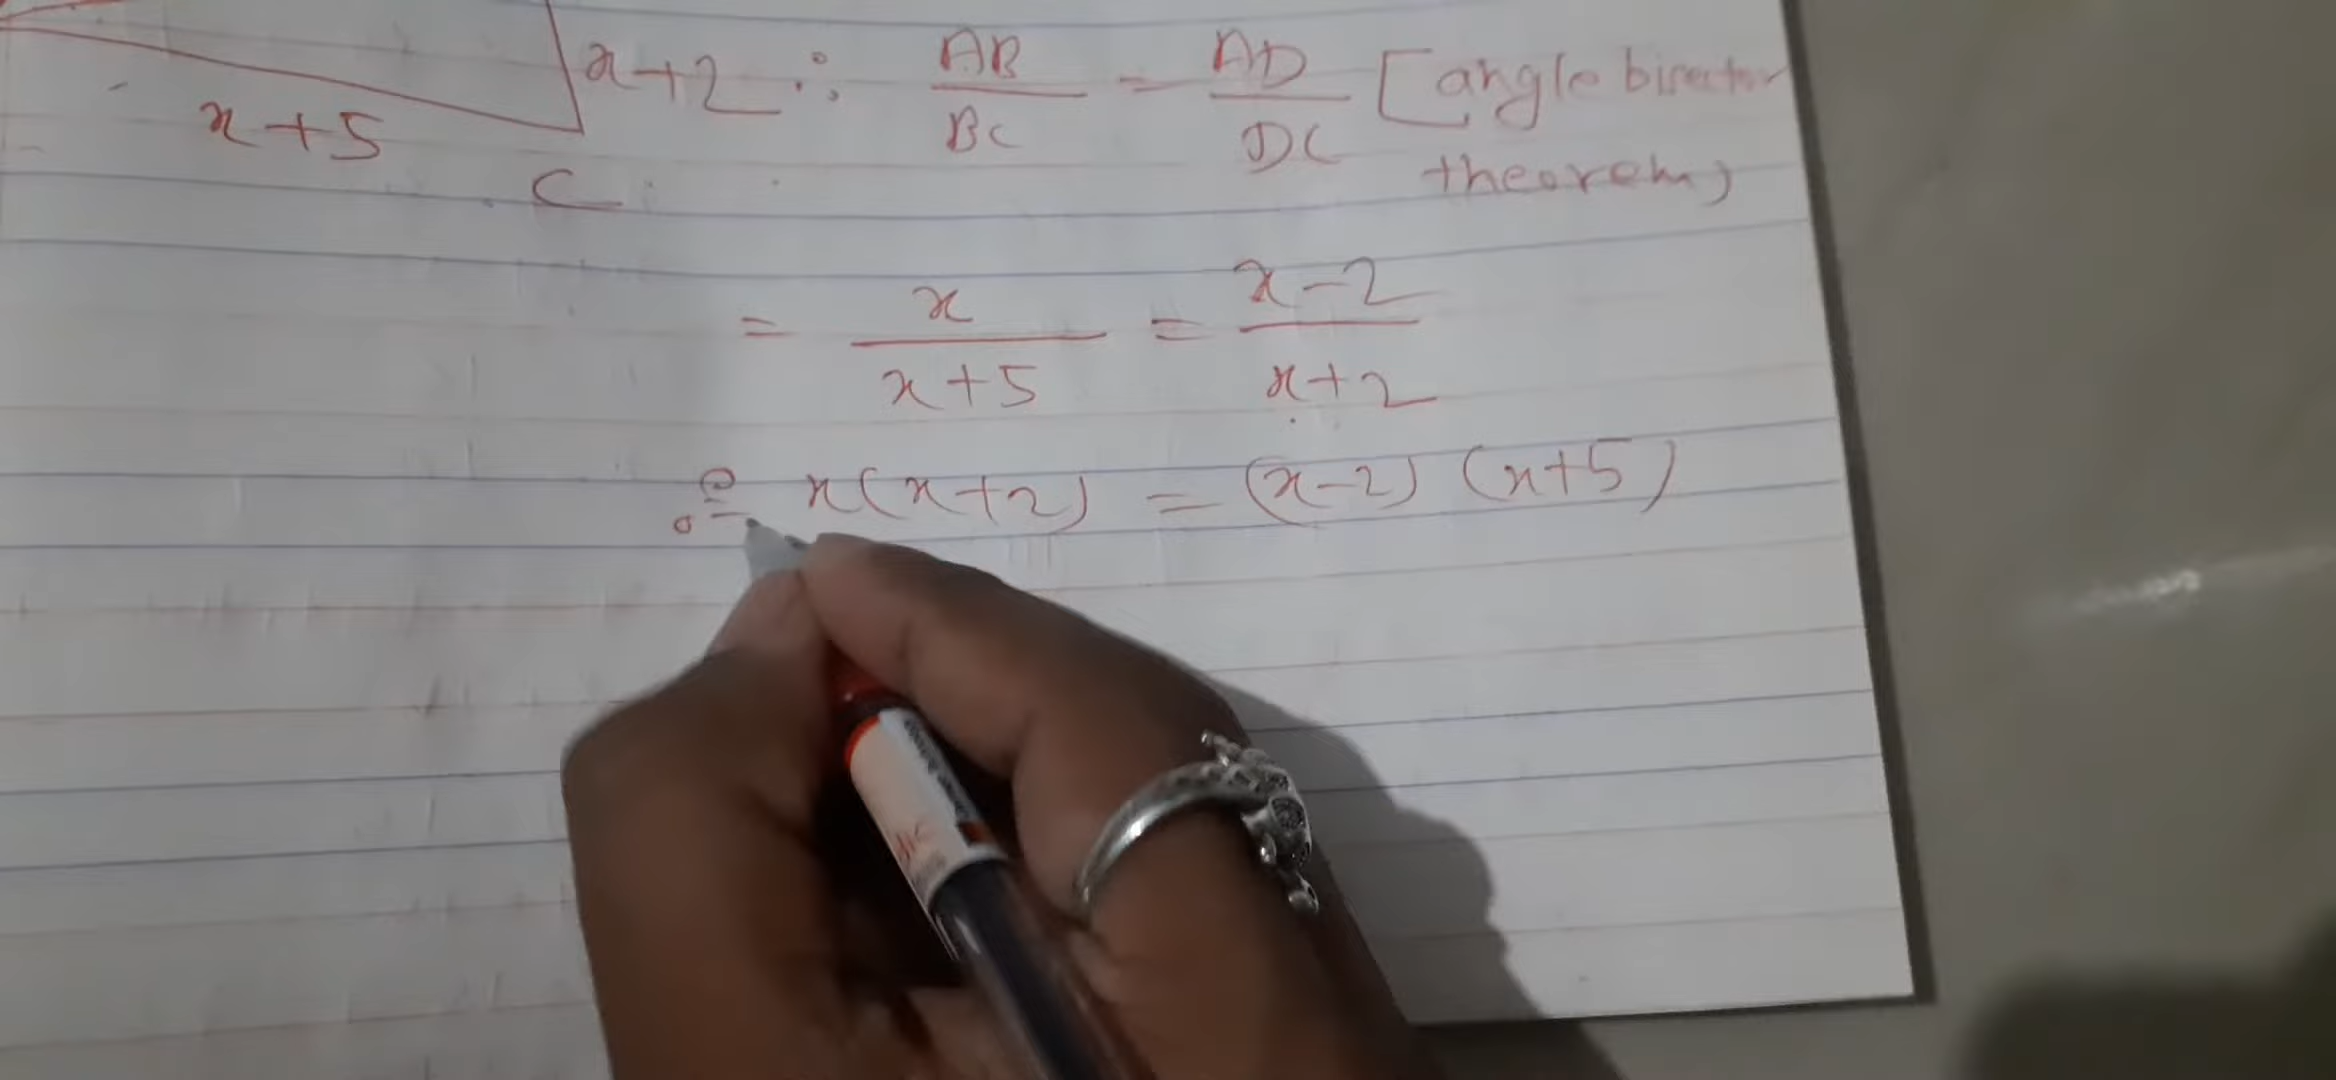 x+2 ∴ AB/BC = AD/DC [angle bisector
x+5
theorem)
C
= x/(x+5) = (x-2)/(x+2)
x(x+2) = (x-2) (x+5)